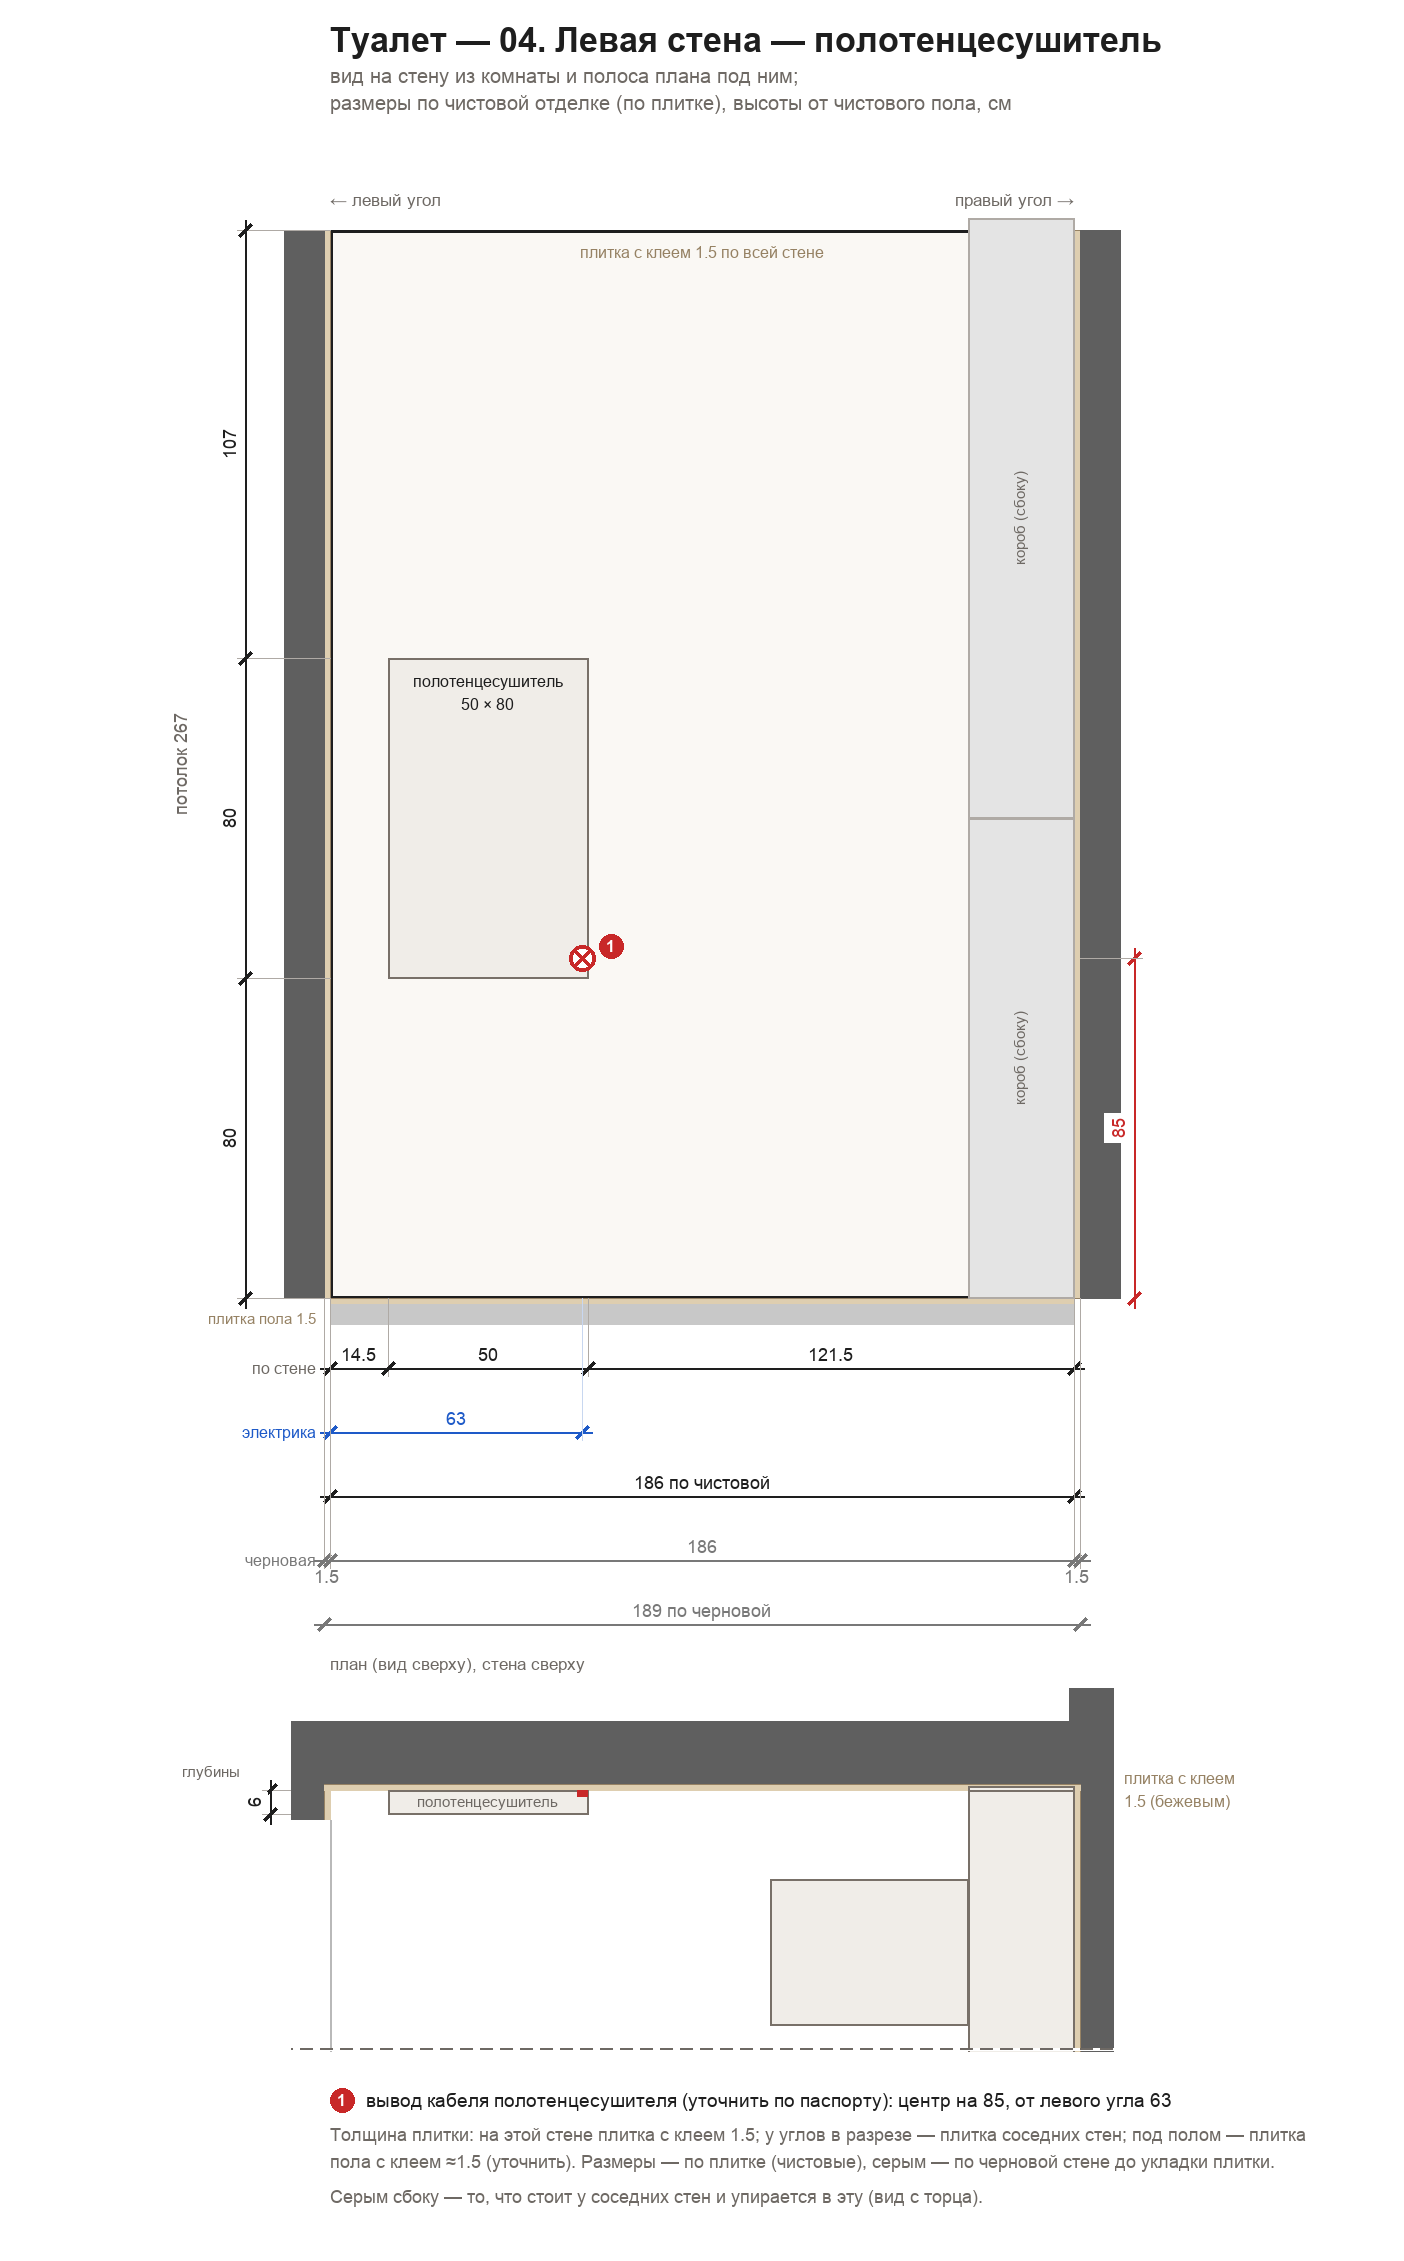 Туалет — 04. Левая стена — полотенцесушитель
вид на стену из комнаты и полоса плана под ним;
размеры по чистовой отделке (по плитке), высоты от чистового пола, см
← левый угол
правый угол →
плитка с клеем 1.5 по всей стене
107
короб (сбоку)
полотенцесушитель
50 × 80
потолок 267
80
1
короб (сбоку)
85
80
плитка пола 1.5
по стене
14.5
50
121.5
электрика
63
186 по чистовой
черновая
186
1.5
1.5
189 по черновой
план (вид сверху), стена сверху
глубины
6
полотенцесушитель
плитка с клеем
1.5 (бежевым)
1 вывод кабеля полотенцесушителя (уточнить по паспорту): центр на 85, от левого угла 63
Толщина плитки: на этой стене плитка с клеем 1.5; у углов в разрезе — плитка соседних стен; под полом — плитка
пола с клеем ≈1.5 (уточнить). Размеры — по плитке (чистовые), серым — по черновой стене до укладки плитки.
Серым сбоку — то, что стоит у соседних стен и упирается в эту (вид с торца).